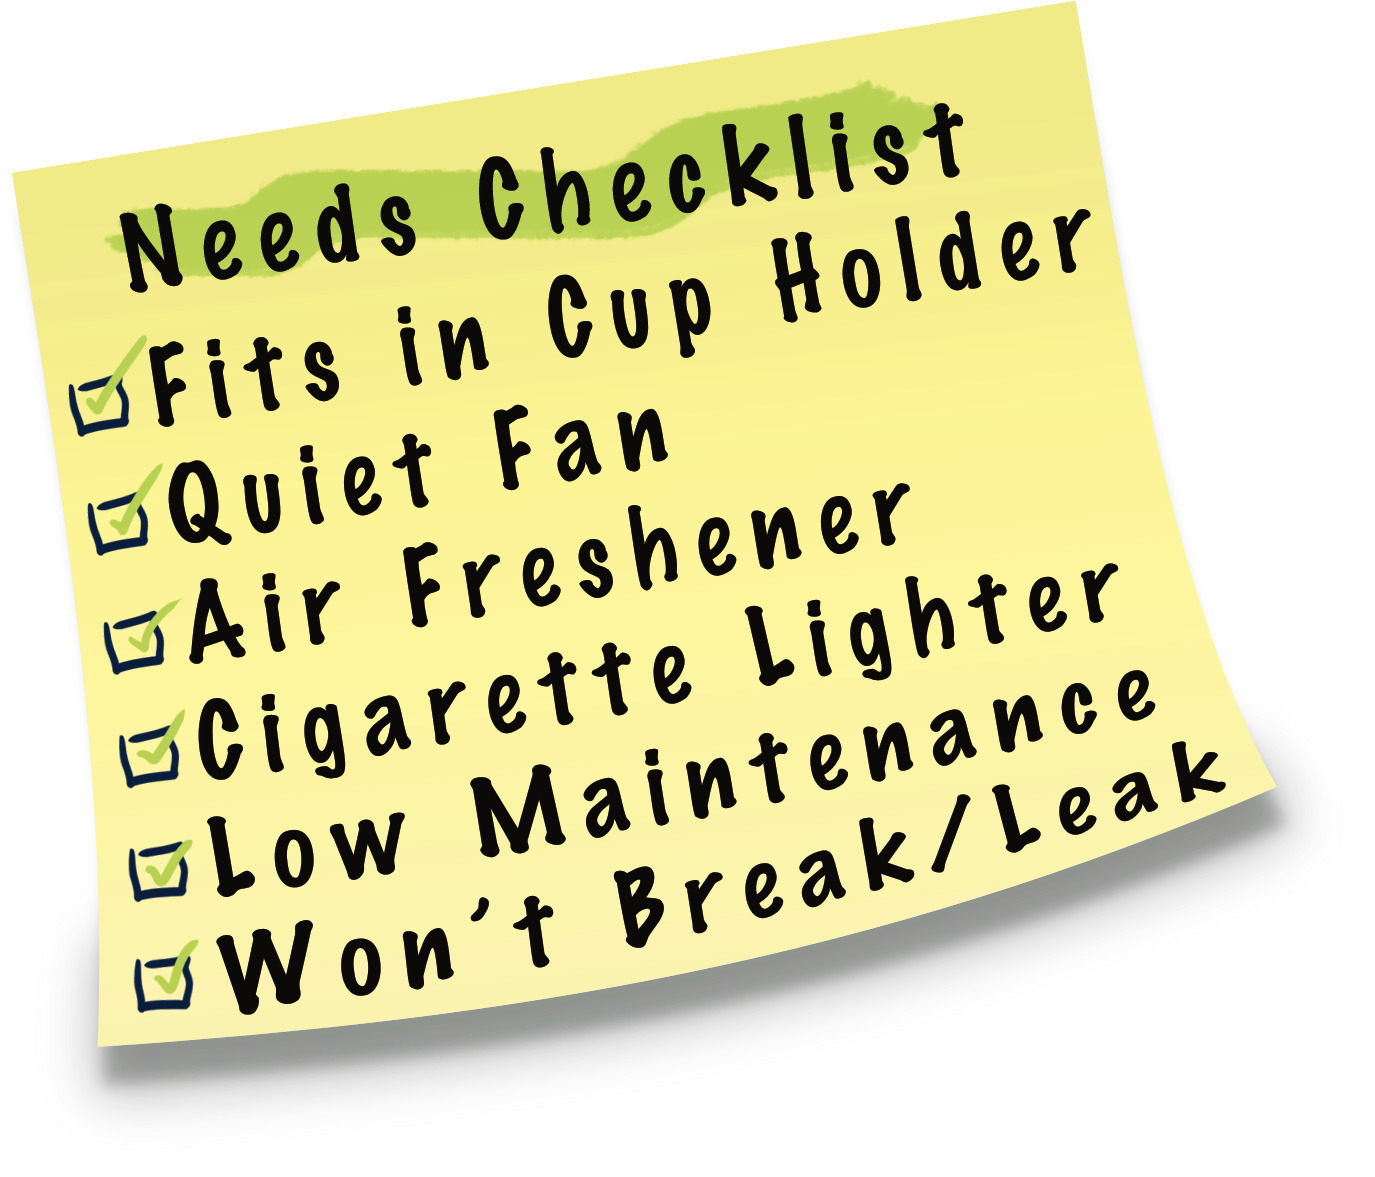 Needs Checklist
Fits in Cup Holder
Quiet Fan
Air Freshener
Cigarette Lighter
Low Maintenance
Won't Break/Leak